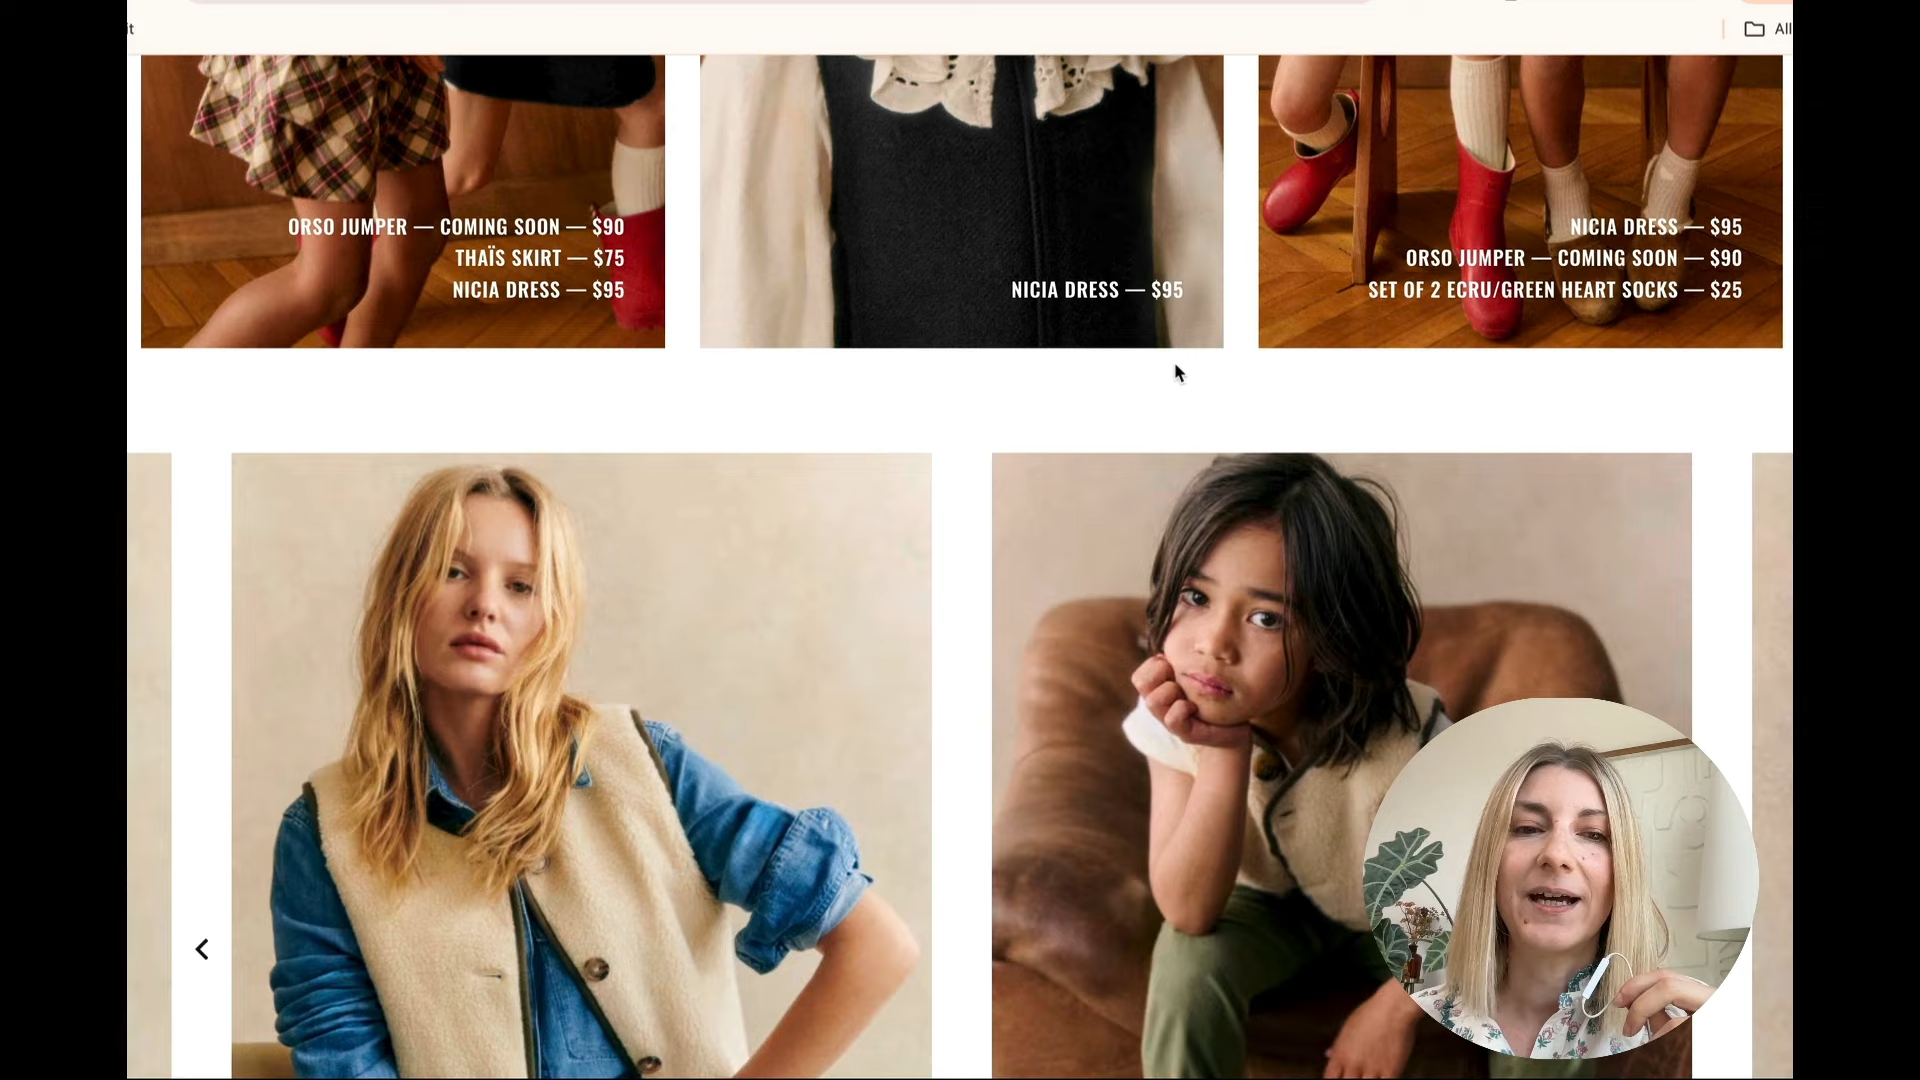 it
All
ORSO JUMPER — COMING SOON — $90
THAÏS SKIRT — $75
NICIA DRESS — $95
NICIA DRESS — $95
NICIA DRESS — $95
ORSO JUMPER — COMING SOON — $90
SET OF 2 ECRU/GREEN HEART SOCKS — $25